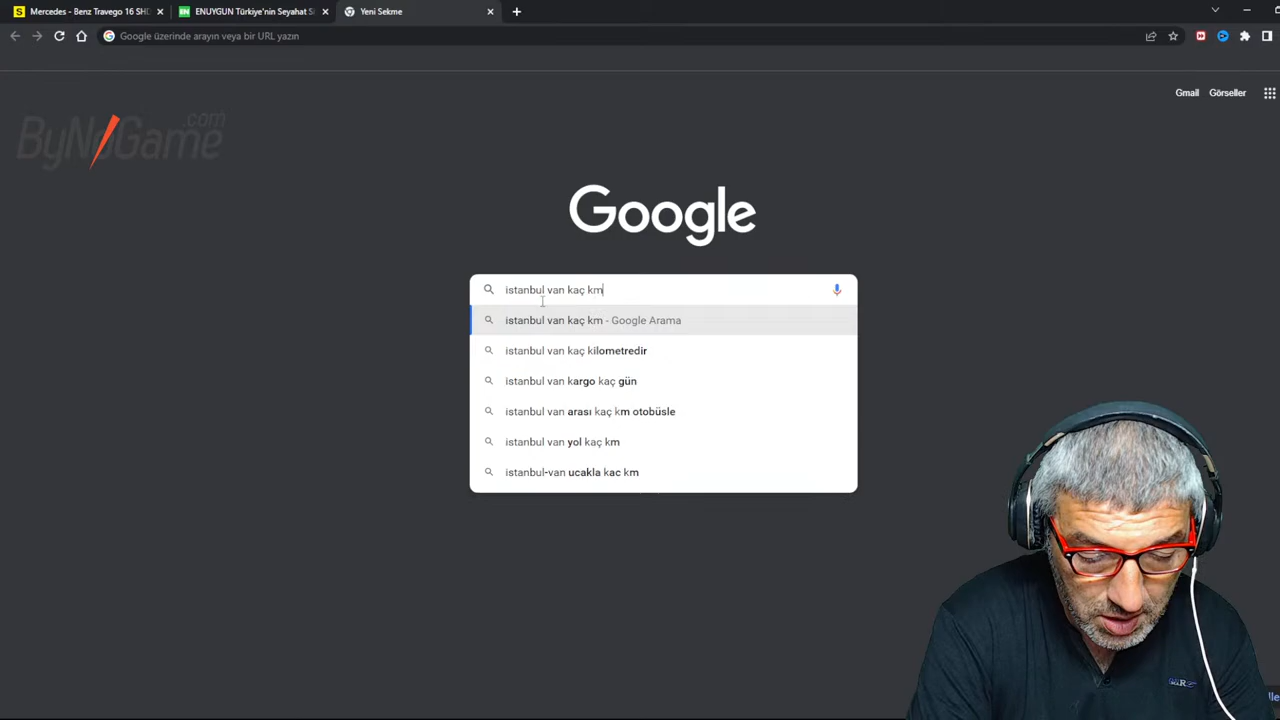 Mercedes - Benz Travego 16 SHD
ENUYGUN Türkiye'nin Seyahat S
Yeni Sekme
Google üzerinde arayın veya bir URL yazın
Gmail
Görseller
ByNoGame.com
Google
istanbul van kaç km
istanbul van kaç km - Google Arama
istanbul van kaç kilometredir
istanbul van kargo kaç gün
istanbul van arası kaç km otobüsle
istanbul van yol kaç km
istanbul-van ucakla kac km